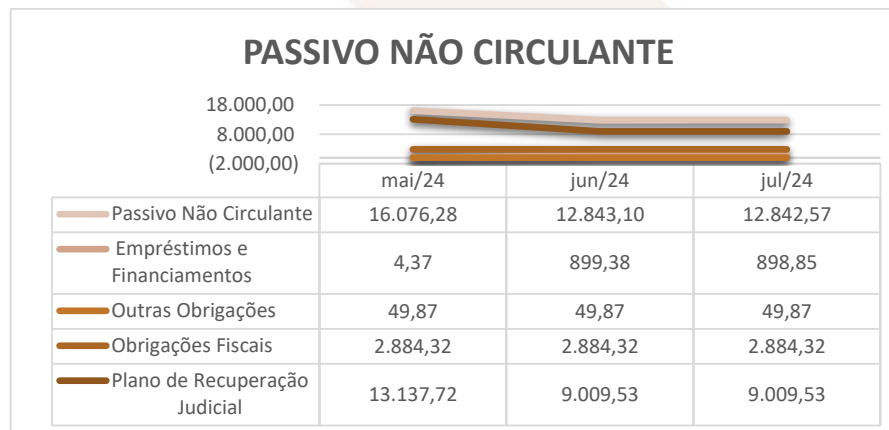 PASSIVO NÃO CIRCULANTE
18.000,00
8.000,00
(2.000,00)
mai/24 jun/24 jul/24
Passivo Não Circulante 16.076,28 12.843,10 12.842,57
Empréstimos e
Financiamentos 4,37 899,38 898,85
Outras Obrigações 49,87 49,87 49,87
Obrigações Fiscais 2.884,32 2.884,32 2.884,32
Plano de Recuperação
Judicial 13.137,72 9.009,53 9.009,53